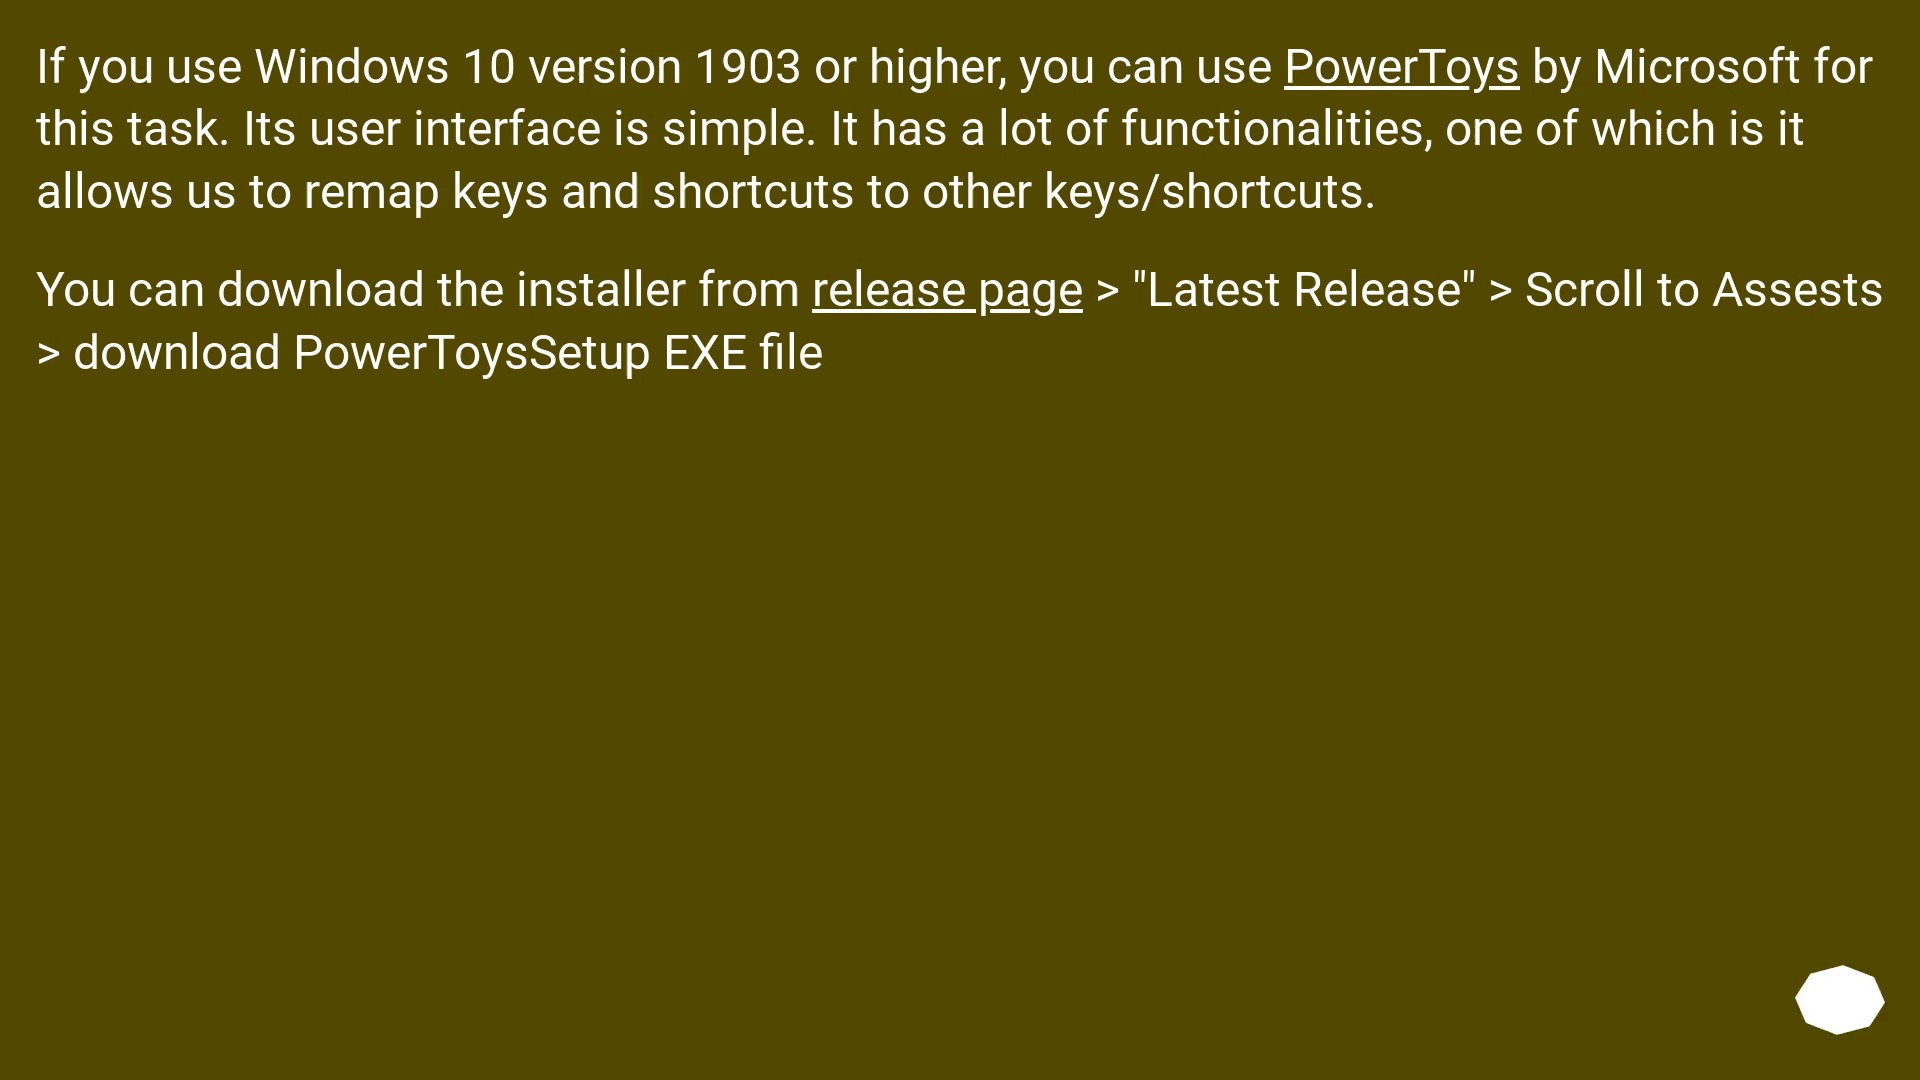 If you use Windows 10 version 1903 or higher, you can use PowerToys by Microsoft for
this task. Its user interface is simple. It has a lot of functionalities, one of which is it
allows us to remap keys and shortcuts to other keys/shortcuts.
You can download the installer from release page > "Latest Release" > Scroll to Assests
> download PowerToysSetup EXE file